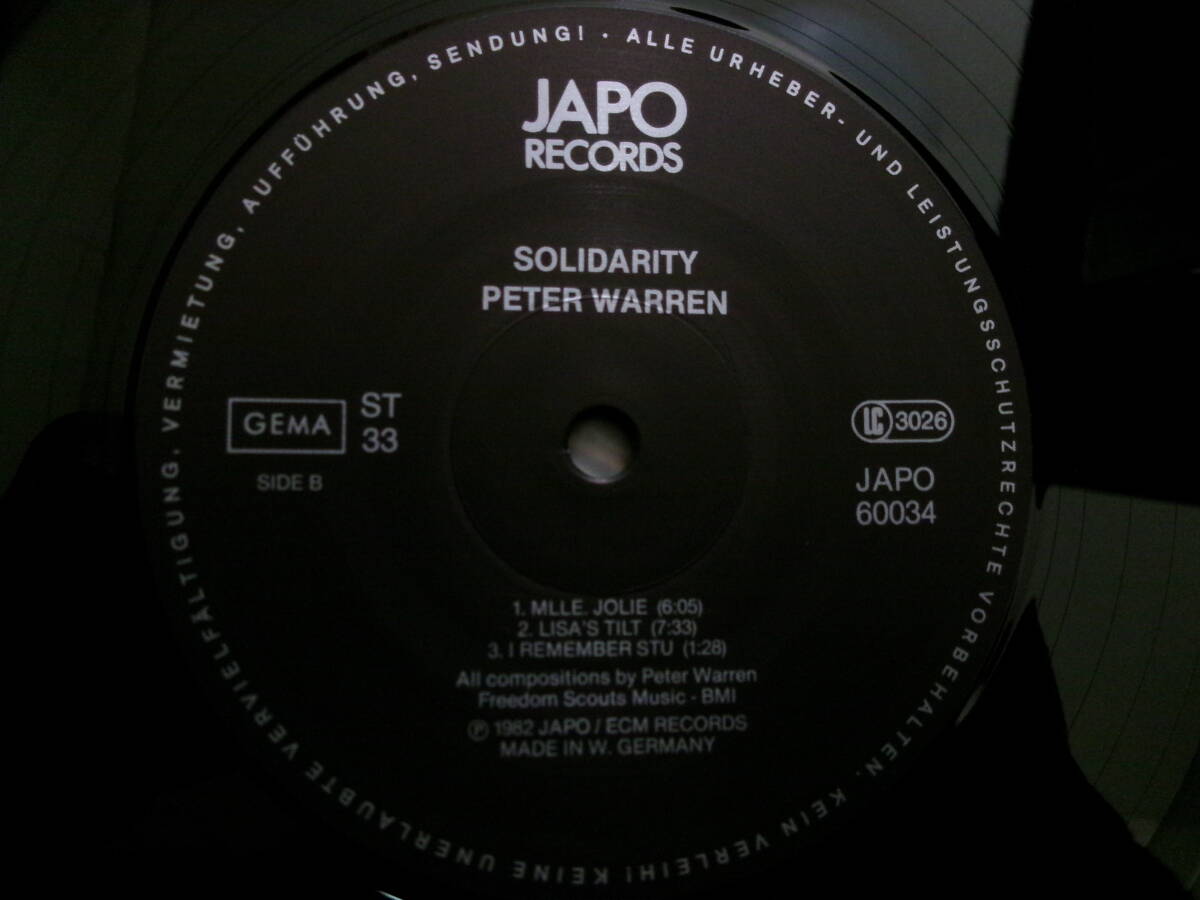 ALLE URHEBER- UND LEISTUNGSSCHUTZRECHTE VORBEHALTEN. KEIN VERLEIH! KEINE UNERLAUBTE VERVIELFÄLTIGUNG, VERMIETUNG, AUFFÜHRUNG, SENDUNG! •
JAPO
RECORDS
SOLIDARITY
PETER WARREN
GEMA
ST
33
SIDE B
LC 3026
JAPO
60034
1. MLLE. JOLIE (6:05)
2. LISA'S TILT (7:33)
3. I REMEMBER STU (1:28)
All compositions by Peter Warren
Freedom Scouts Music - BMI
Ⓟ 1982 JAPO / ECM RECORDS
MADE IN W. GERMANY